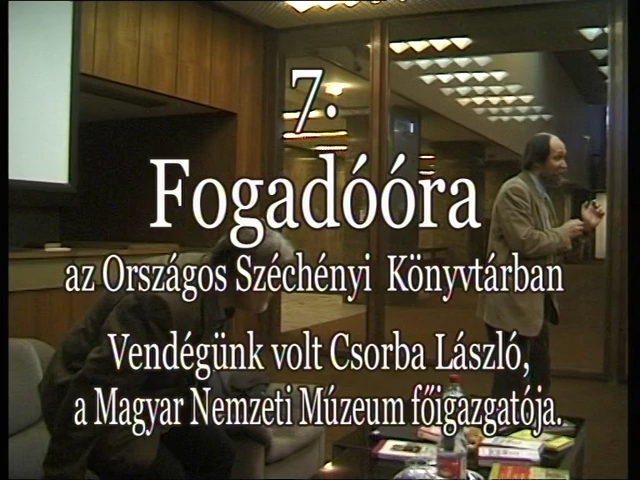 7.
Fogadóóra
az Országos Széchényi Könyvtárban
Vendégünk volt Csorba László,
a Magyar Nemzeti Múzeum főigazgatója.